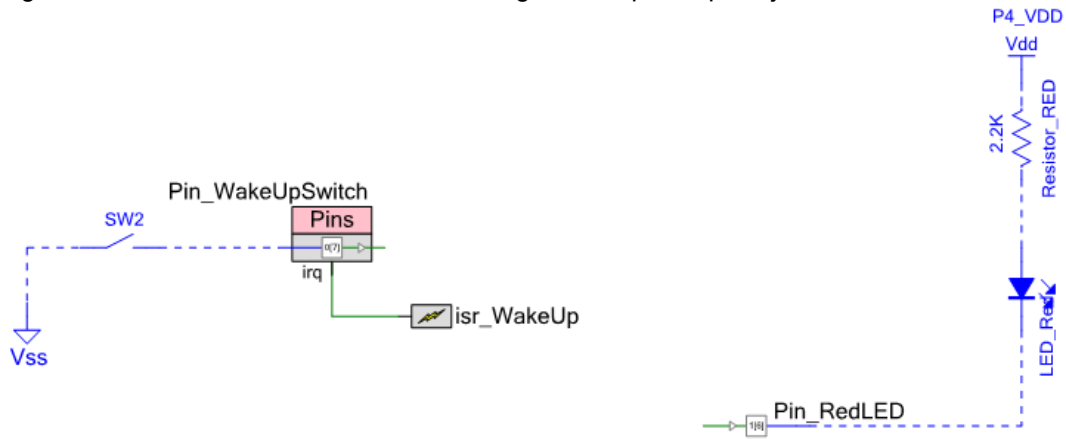 P4_VDD
Vdd
2.2K
Resistor_RED
Pin_WakeUpSwitch
SW2
Pins
0[7]
irq
isr_WakeUp
Vss
LED_Red
Pin_RedLED
1[6]